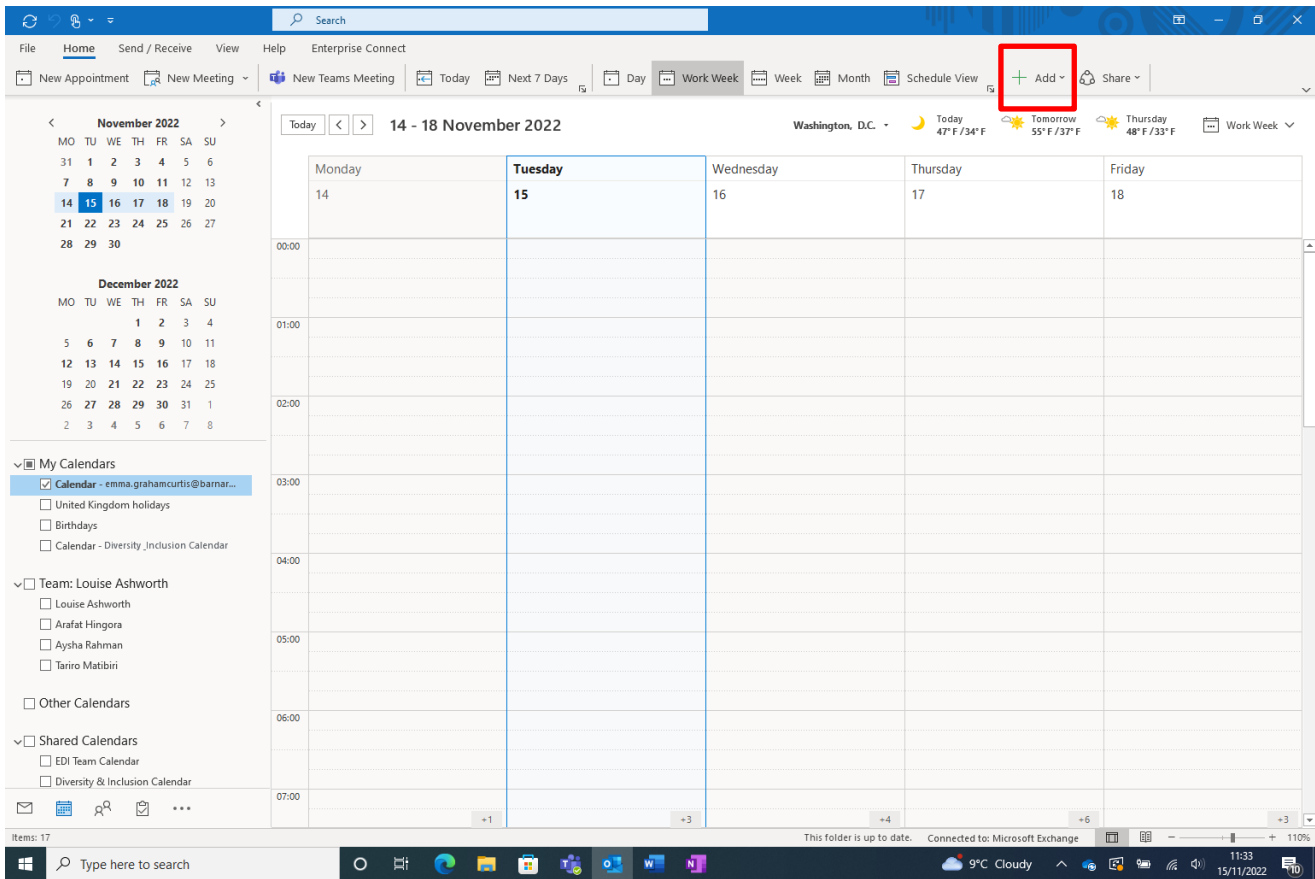 Search
File Home Send / Receive View Help Enterprise Connect
New Appointment New Meeting New Teams Meeting Today Next 7 Days Day Work Week Week Month Schedule View Add Share
November 2022
MO TU WE TH FR SA SU
31 1 2 3 4 5 6
7 8 9 10 11 12 13
14 15 16 17 18 19 20
21 22 23 24 25 26 27
28 29 30
December 2022
MO TU WE TH FR SA SU
1 2 3 4
5 6 7 8 9 10 11
12 13 14 15 16 17 18
19 20 21 22 23 24 25
26 27 28 29 30 31 1
2 3 4 5 6 7 8
My Calendars
Calendar - emma.grahamcurtis@barnar...
United Kingdom holidays
Birthdays
Calendar - Diversity_Inclusion Calendar
Team: Louise Ashworth
Louise Ashworth
Arafat Hingora
Aysha Rahman
Tariro Matibiri
Other Calendars
Shared Calendars
EDI Team Calendar
Diversity & Inclusion Calendar
Today 14 - 18 November 2022 Washington, D.C. Today 47° F / 34° F Tomorrow 55° F / 37° F Thursday 48° F / 33° F Work Week
Monday Tuesday Wednesday Thursday Friday
14 15 16 17 18
00:00
01:00
02:00
03:00
04:00
05:00
06:00
07:00
+1 +3 +4 +6 +3
Items: 17 This folder is up to date. Connected to: Microsoft Exchange 110%
Type here to search 9°C Cloudy 11:33
15/11/2022